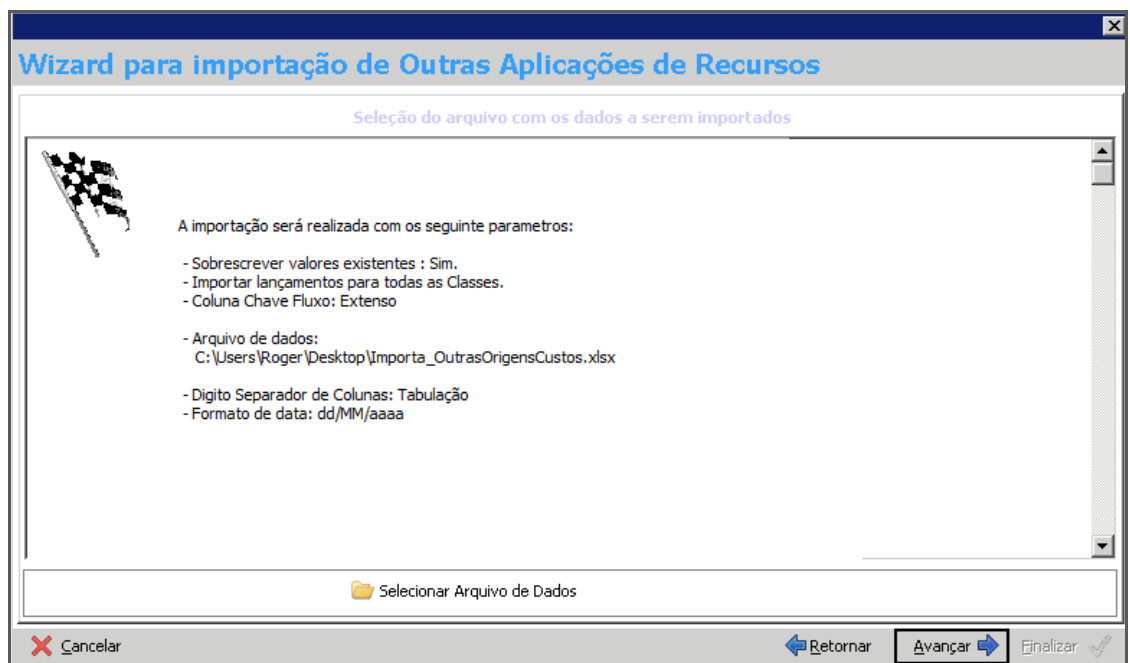 Wizard para importação de Outras Aplicações de Recursos
Seleção do arquivo com os dados a serem importados
A importação será realizada com os seguinte parametros:
- Sobrescrever valores existentes : Sim.
- Importar lançamentos para todas as Classes.
- Coluna Chave Fluxo: Extenso
- Arquivo de dados:
C:\Users\Roger\Desktop\Importa_OutrasOrigensCustos.xlsx
- Digito Separador de Colunas: Tabulação
- Formato de data: dd/MM/aaaa
Selecionar Arquivo de Dados
Cancelar
Retornar
Avançar
Finalizar